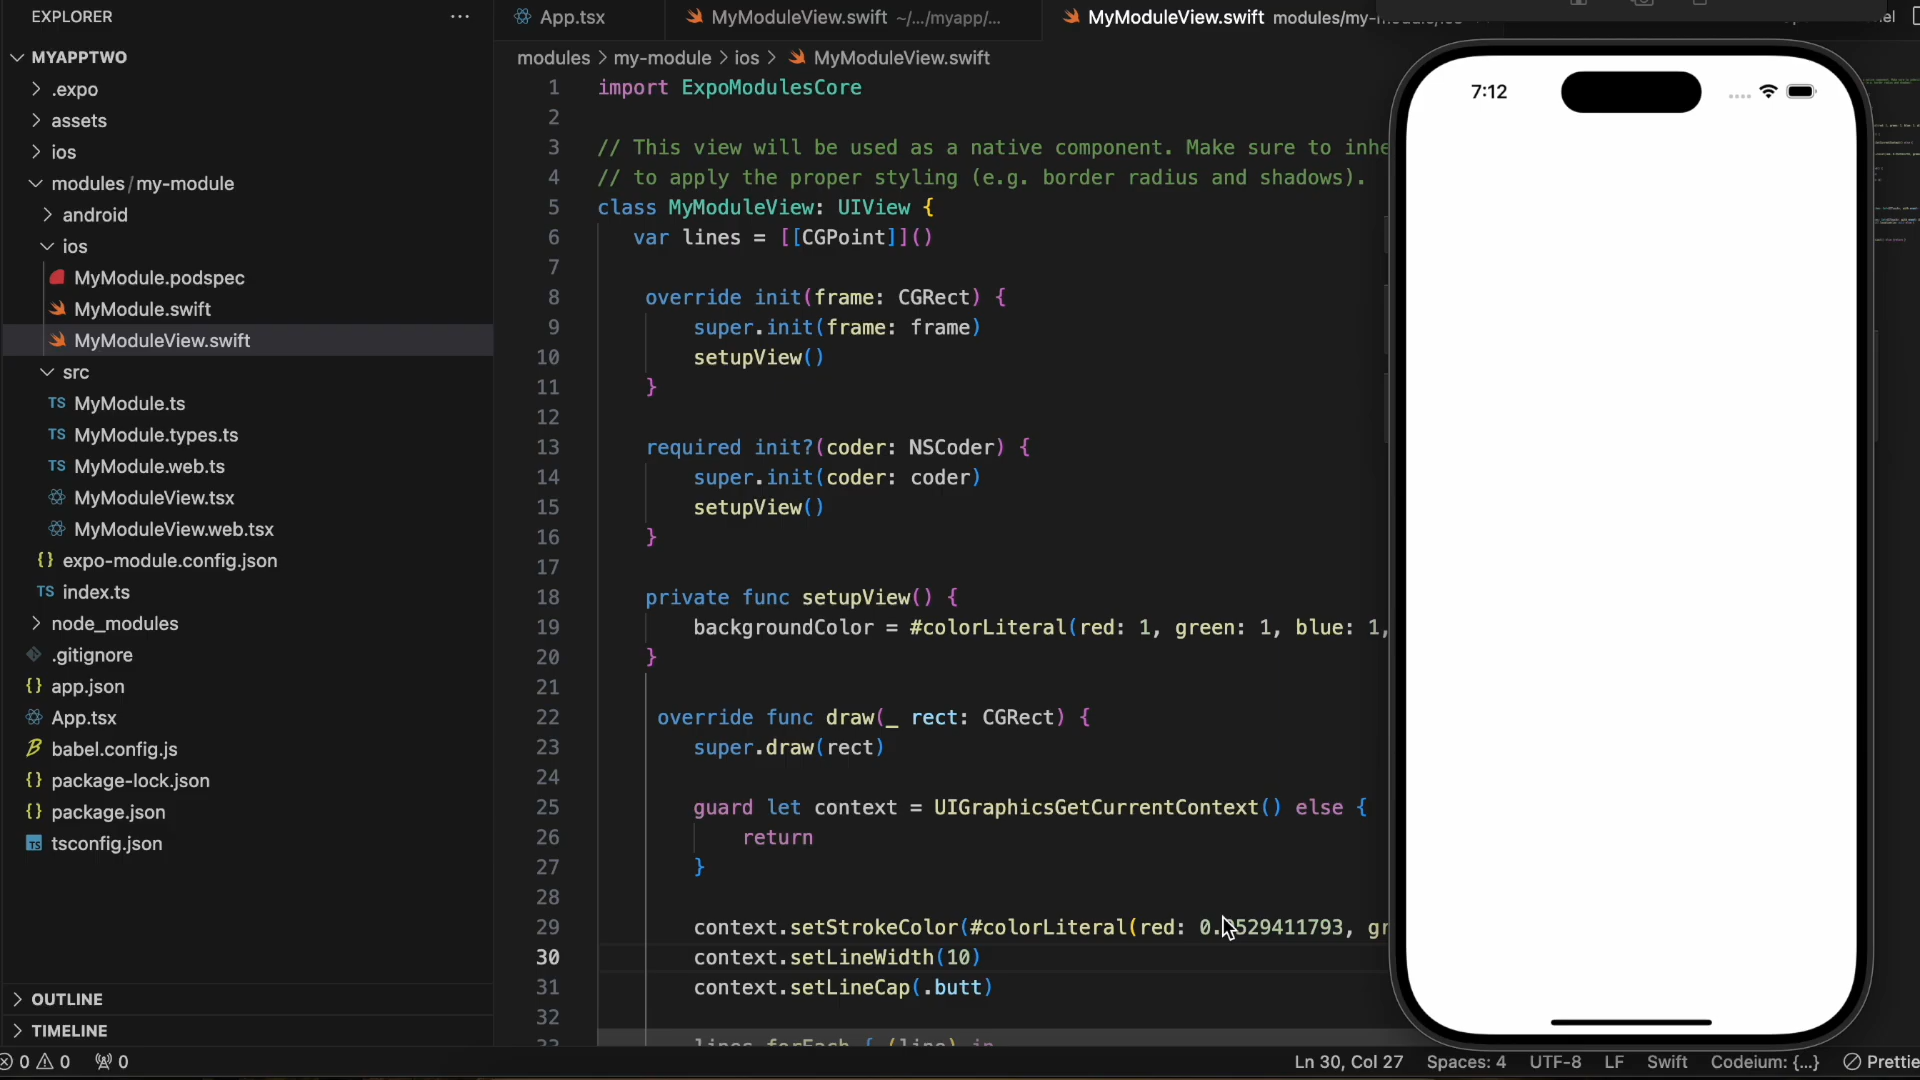 EXPLORER
MYAPPTWO
.expo
assets
ios
modules / my-module
android
ios
MyModule.podspec
MyModule.swift
MyModuleView.swift
src
TS MyModule.ts
TS MyModule.types.ts
TS MyModule.web.ts
MyModuleView.tsx
MyModuleView.web.tsx
{} expo-module.config.json
TS index.ts
node_modules
.gitignore
{} app.json
App.tsx
babel.config.js
{} package-lock.json
{} package.json
TS tsconfig.json
OUTLINE
TIMELINE
App.tsx
MyModuleView.swift ~/.../myapp/...
MyModuleView.swift modules/my-module/ios
modules > my-module > ios > MyModuleView.swift
1 import ExpoModulesCore
2
3 // This view will be used as a native component. Make sure to inhe
4 // to apply the proper styling (e.g. border radius and shadows).
5 class MyModuleView: UIView {
6 var lines = [[CGPoint]]()
7
8 override init(frame: CGRect) {
9 super.init(frame: frame)
10 setupView()
11 }
12
13 required init?(coder: NSCoder) {
14 super.init(coder: coder)
15 setupView()
16 }
17
18 private func setupView() {
19 backgroundColor = #colorLiteral(red: 1, green: 1, blue: 1,
20 }
21
22 override func draw(_ rect: CGRect) {
23 super.draw(rect)
24
25 guard let context = UIGraphicsGetCurrentContext() else {
26 return
27 }
28
29 context.setStrokeColor(#colorLiteral(red: gr
30 context.setLineWidth(10)
31 context.setLineCap(.butt)
32
33 lines.forEach { (line) in
7:12
0 0 0
Ln 30, Col 27 Spaces: 4 UTF-8 LF Swift Codeium: {...} Prettie